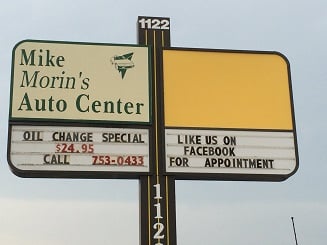 1122
Mike
Morin's
Auto Center
OIL CHANGE SPECIAL
$24.95
CALL 753-0433
LIKE US ON
FACEBOOK
FOR APPOINTMENT
112